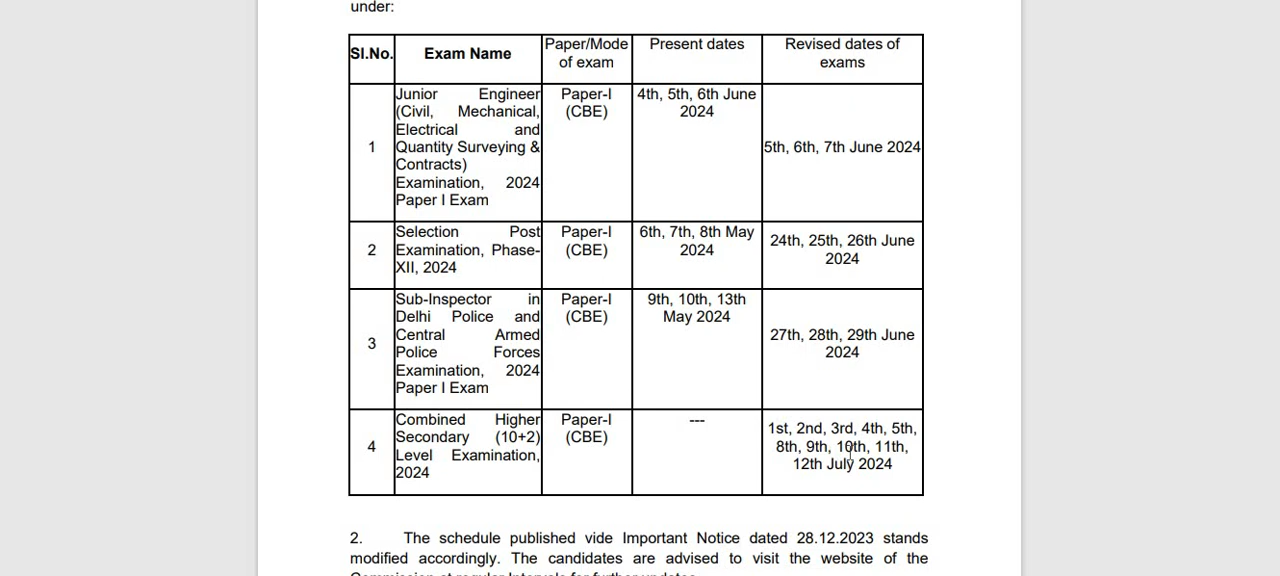 under:
Sl.No.
Exam Name
Paper/Mode
of exam
Present dates
Revised dates of
exams
1
Junior Engineer
(Civil, Mechanical,
Electrical and
Quantity Surveying &
Contracts)
Examination, 2024
Paper I Exam
Paper-I
(CBE)
4th, 5th, 6th June
2024
5th, 6th, 7th June 2024
2
Selection Post
Examination, Phase-
XII, 2024
Paper-I
(CBE)
6th, 7th, 8th May
2024
24th, 25th, 26th June
2024
3
Sub-Inspector in
Delhi Police and
Central Armed
Police Forces
Examination, 2024
Paper I Exam
Paper-I
(CBE)
9th, 10th, 13th
May 2024
27th, 28th, 29th June
2024
4
Combined Higher
Secondary (10+2)
Level Examination,
2024
Paper-I
(CBE)
---
1st, 2nd, 3rd, 4th, 5th,
8th, 9th, 10th, 11th,
12th July 2024
2. The schedule published vide Important Notice dated 28.12.2023 stands
modified accordingly. The candidates are advised to visit the website of the
Commission at regular Intervals for further updates.